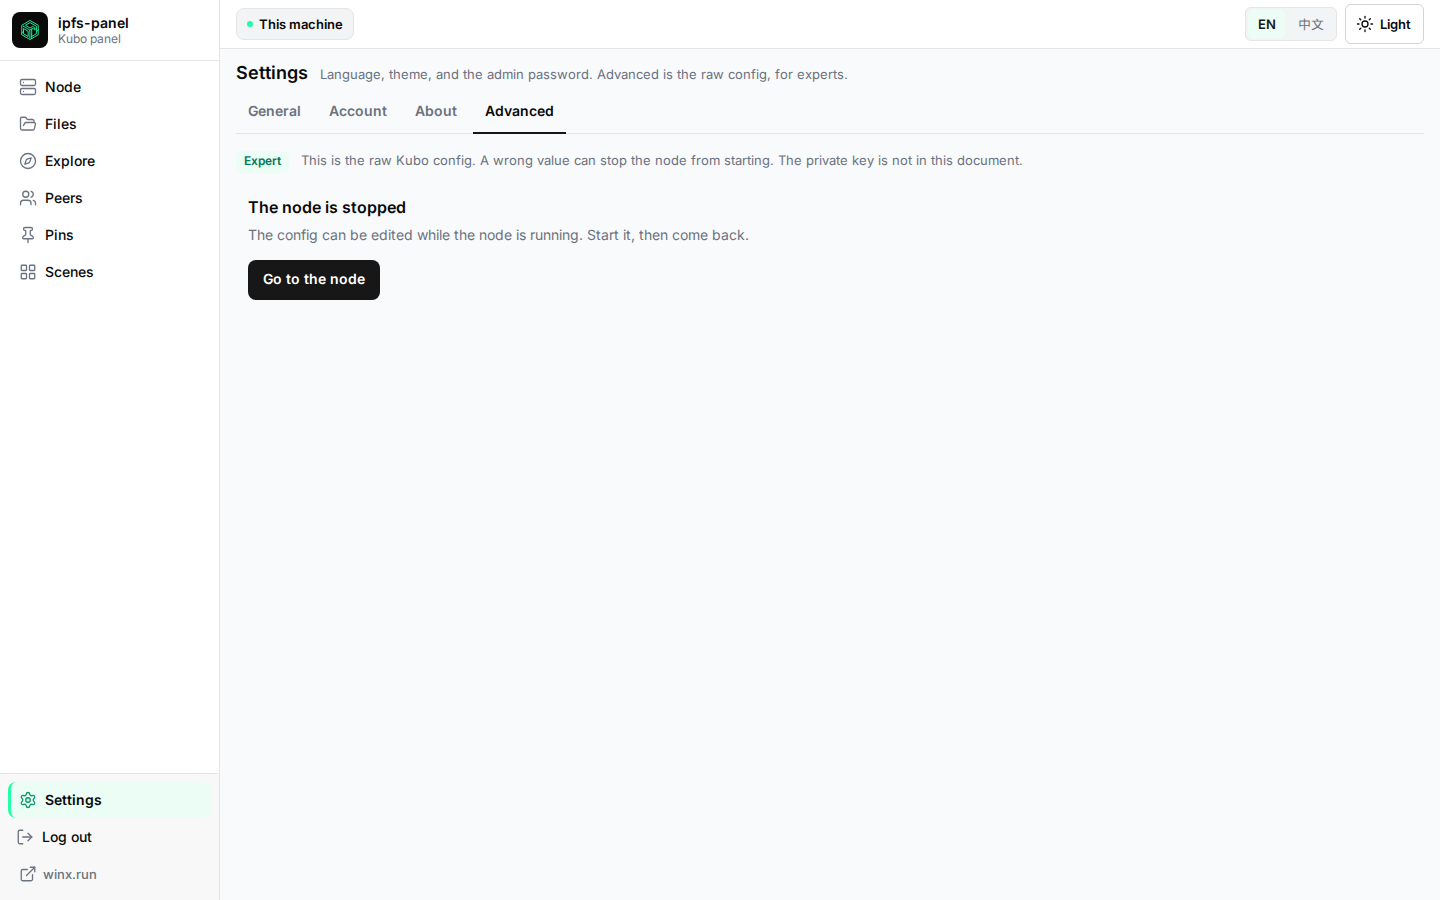 ipfs-panel
Kubo panel
Node
Files
Explore
Peers
Pins
Scenes
Settings
Log out
winx.run
This machine
EN
中文
Light
Settings
Language, theme, and the admin password. Advanced is the raw config, for experts.
General
Account
About
Advanced
Expert
This is the raw Kubo config. A wrong value can stop the node from starting. The private key is not in this document.
The node is stopped
The config can be edited while the node is running. Start it, then come back.
Go to the node